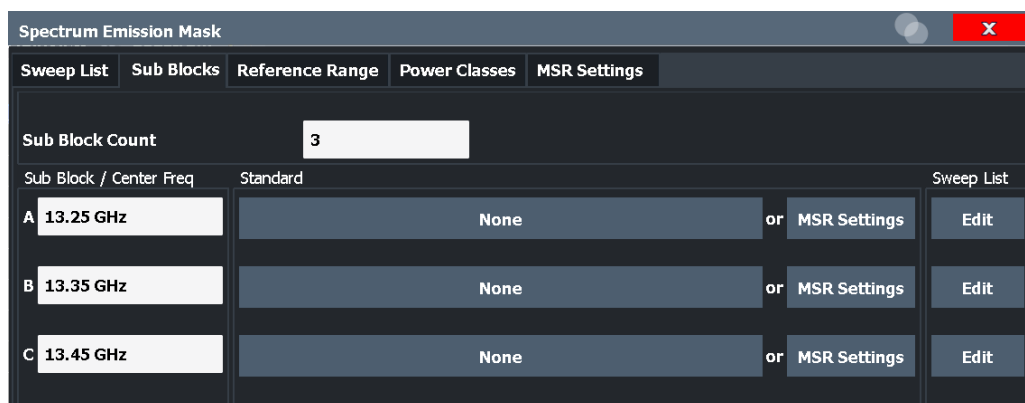 Spectrum Emission Mask
X
Sweep List Sub Blocks Reference Range Power Classes MSR Settings
Sub Block Count 3
Sub Block / Center Freq Standard Sweep List
A 13.25 GHz None or MSR Settings Edit
B 13.35 GHz None or MSR Settings Edit
C 13.45 GHz None or MSR Settings Edit